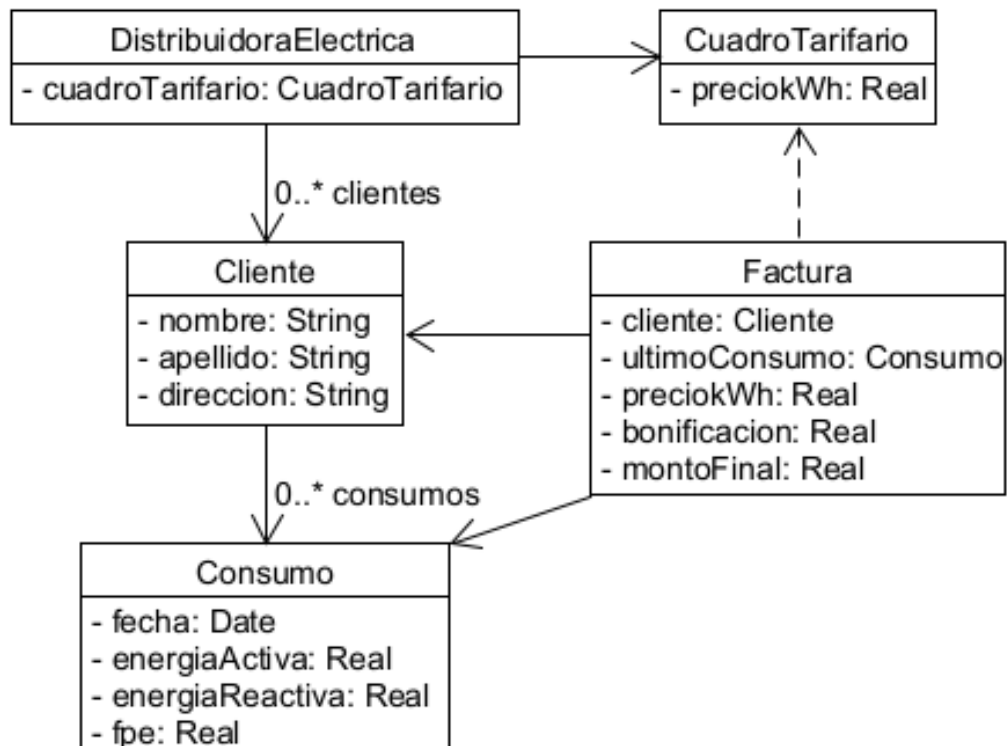 DistribuidoraElectrica
- cuadroTarifario: CuadroTarifario
CuadroTarifario
- preciokWh: Real
0..* clientes
Cliente
- nombre: String
- apellido: String
- direccion: String
Factura
- cliente: Cliente
- ultimoConsumo: Consumo
- preciokWh: Real
- bonificacion: Real
- montoFinal: Real
0..* consumos
Consumo
- fecha: Date
- energiaActiva: Real
- energiaReactiva: Real
- fpe: Real